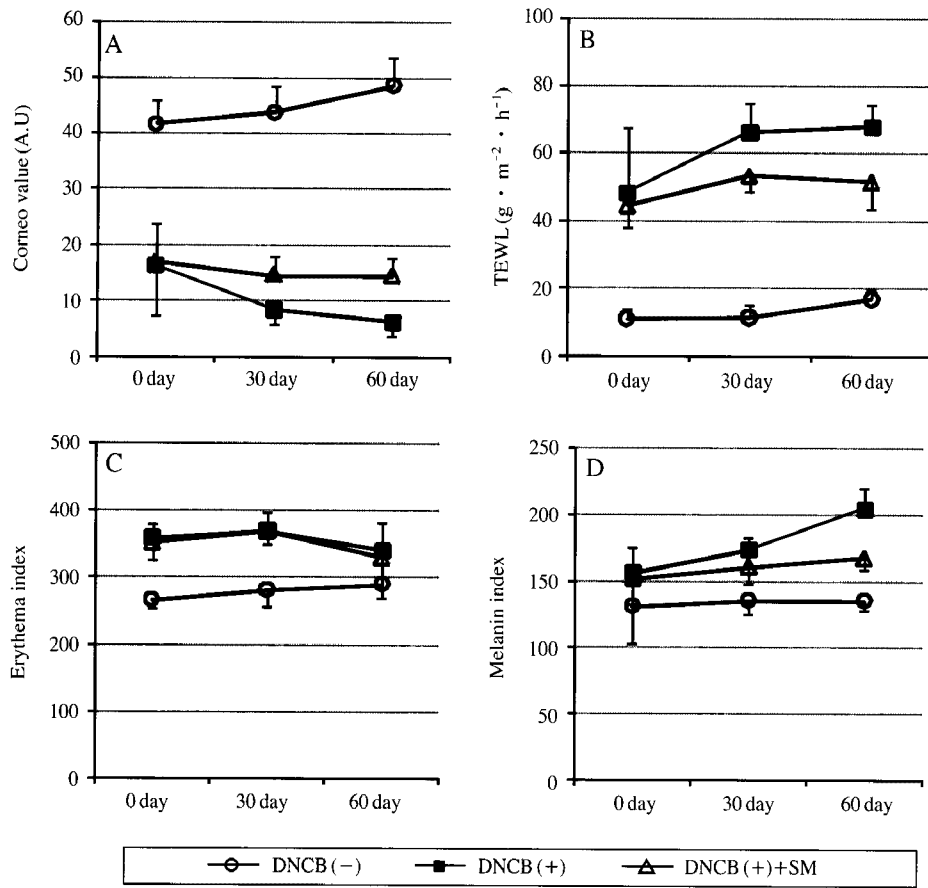 A
Corneo value (A.U)
60
50
40
30
20
10
0
0 day 30 day 60 day
B
TEWL (g · m⁻² · h⁻¹)
100
80
60
40
20
0
0 day 30 day 60 day
C
Erythema index
500
400
300
200
100
0
0 day 30 day 60 day
D
Melanin index
250
200
150
100
50
0
0 day 30 day 60 day
DNCB (−) DNCB (+) DNCB (+)+SM